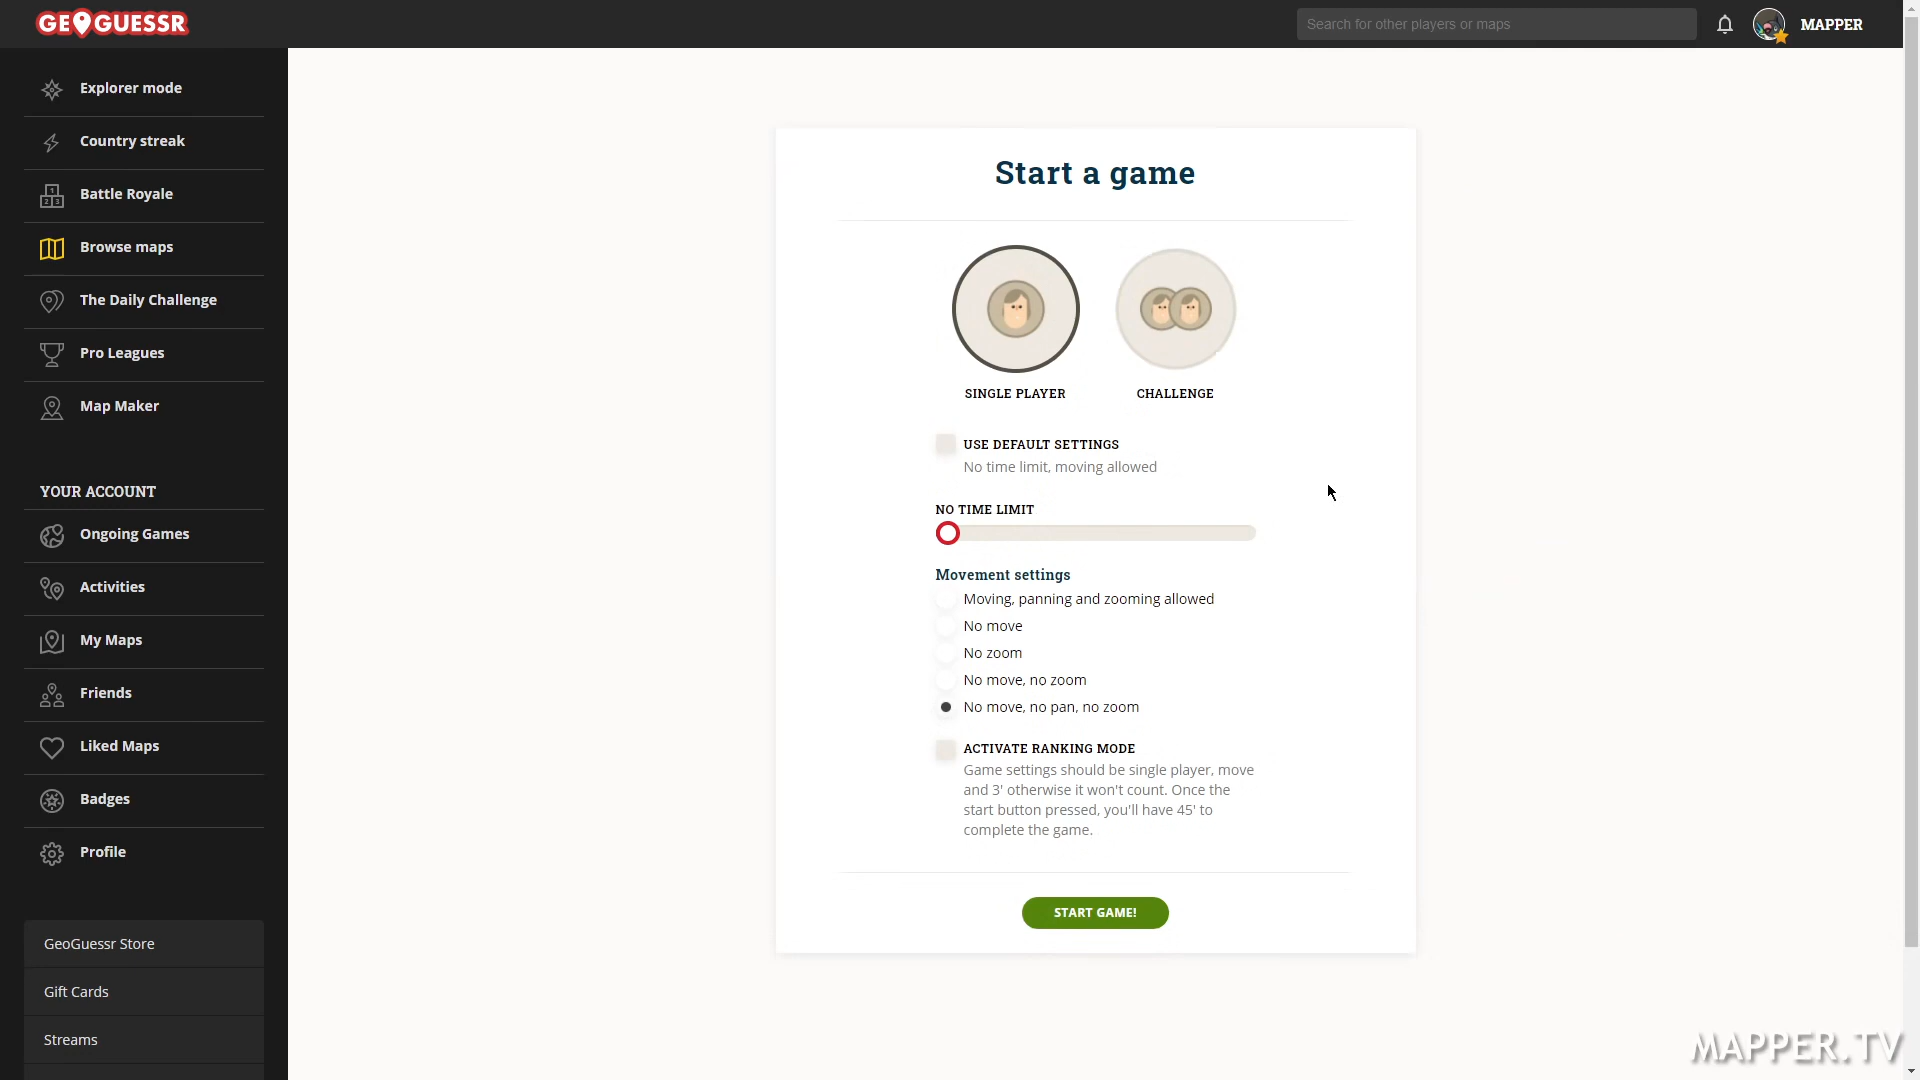 GEOGUESSR
Search for other players or maps
MAPPER
Explorer mode
Country streak
Battle Royale
Browse maps
The Daily Challenge
Pro Leagues
Map Maker
YOUR ACCOUNT
Ongoing Games
Activities
My Maps
Friends
Liked Maps
Badges
Profile
GeoGuessr Store
Gift Cards
Streams
Start a game
SINGLE PLAYER
CHALLENGE
USE DEFAULT SETTINGS
No time limit, moving allowed
NO TIME LIMIT
Movement settings
Moving, panning and zooming allowed
No move
No zoom
No move, no zoom
No move, no pan, no zoom
ACTIVATE RANKING MODE
Game settings should be single player, move
and 3' otherwise it won't count. Once the
start button pressed, you'll have 45' to
complete the game.
START GAME!
MAPPER.TV